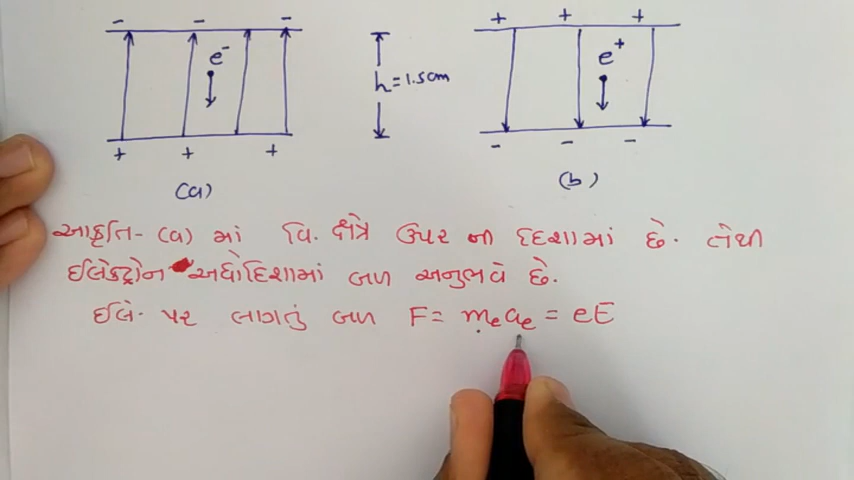 - - - + + +
e⁻ h = 1.5cm e⁺
+ + + - - -
(a) (b)
આકૃતિ- (a) માં વિ. ક્ષેત્ર ઉપર ની દિશામાં છે. તેથી
ઈલેક્ટ્રોન અધોદિશામાં બળ અનુભવે છે.
ઈલે. પર લાગતું બળ F = mₑaₑ = eE